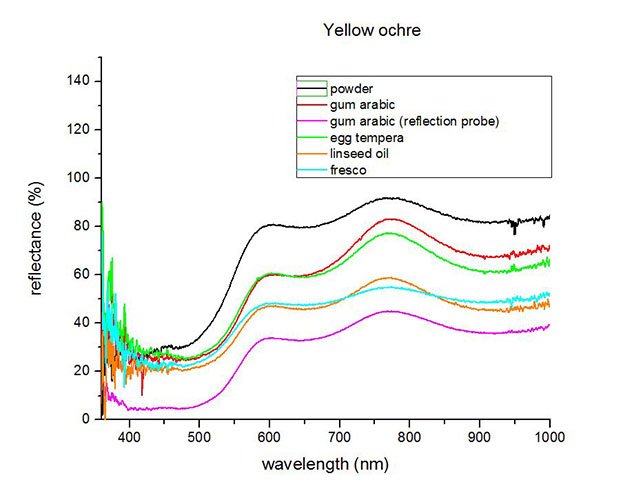 Yellow ochre
powder
gum arabic
gum arabic (reflection probe)
egg tempera
linseed oil
fresco
reflectance (%)
140
120
100
80
60
40
20
0
400 500 600 700 800 900 1000
wavelength (nm)